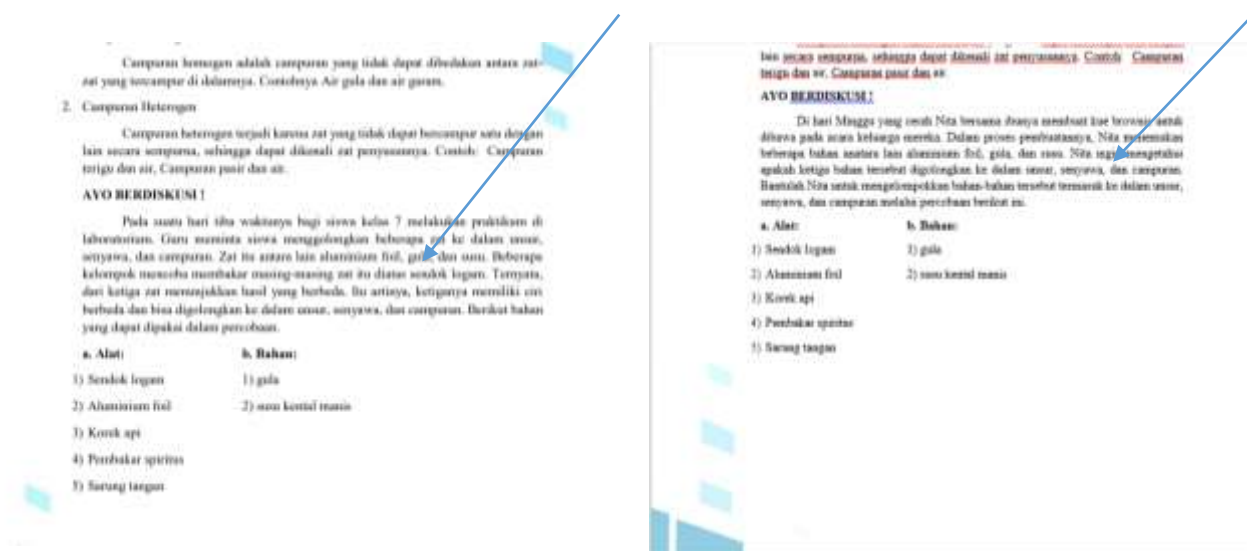 Campuran homogen adalah campuran yang tidak dapat dibedakan antara zat-
zat yang tercampur di dalamnya. Contohnya Air gula dan air garam.
2. Campuran Heterogen
Campuran heterogen terjadi karena zat yang tidak dapat bercampur satu dengan
lain secara sempurna, sehingga dapat dikenali zat penyusunnya. Contoh: Campuran
terigu dan air, Campuran pasir dan air.
AYO BERDISKUSI !
Pada suatu hari tiba waktunya bagi siswa kelas 7 melakukan praktikum di
laboratorium. Guru meminta siswa menggolongkan beberapa zat ke dalam unsur,
senyawa, dan campuran. Zat itu antara lain aluminium foil, gula, dan susu. Beberapa
kelompok mencoba membakar masing-masing zat itu diatas sendok logam. Ternyata,
dari ketiga zat menunjukkan hasil yang berbeda. Itu artinya, ketiganya memiliki ciri
berbeda dan bisa digolongkan ke dalam unsur, senyawa, dan campuran. Berikut bahan
yang dapat dipakai dalam percobaan.
a. Alat: b. Bahan:
1) Sendok logam 1) gula
2) Aluminium foil 2) susu kental manis
3) Korek api
4) Pembakar spiritus
5) Sarung tangan
lain secara sempurna, sehingga dapat dikenali zat penyusunnya. Contoh: Campuran
terigu dan air, Campuran pasir dan air.
AYO BERDISKUSI !
Di hari Minggu yang cerah Nita bersama ibunya membuat kue brownis untuk
dibawa pada acara keluarga mereka. Dalam proses pembuatannya, Nita menemukan
beberapa bahan antara lain aluminium foil, gula, dan susu. Nita ingin mengetahui
apakah ketiga bahan tersebut digolongkan ke dalam unsur, senyawa, dan campuran.
Bantulah Nita untuk mengelompokkan bahan-bahan tersebut termasuk ke dalam unsur,
senyawa, dan campuran melalui percobaan berikut ini.
a. Alat: b. Bahan:
1) Sendok logam 1) gula
2) Aluminium foil 2) susu kental manis
3) Korek api
4) Pembakar spiritus
5) Sarung tangan